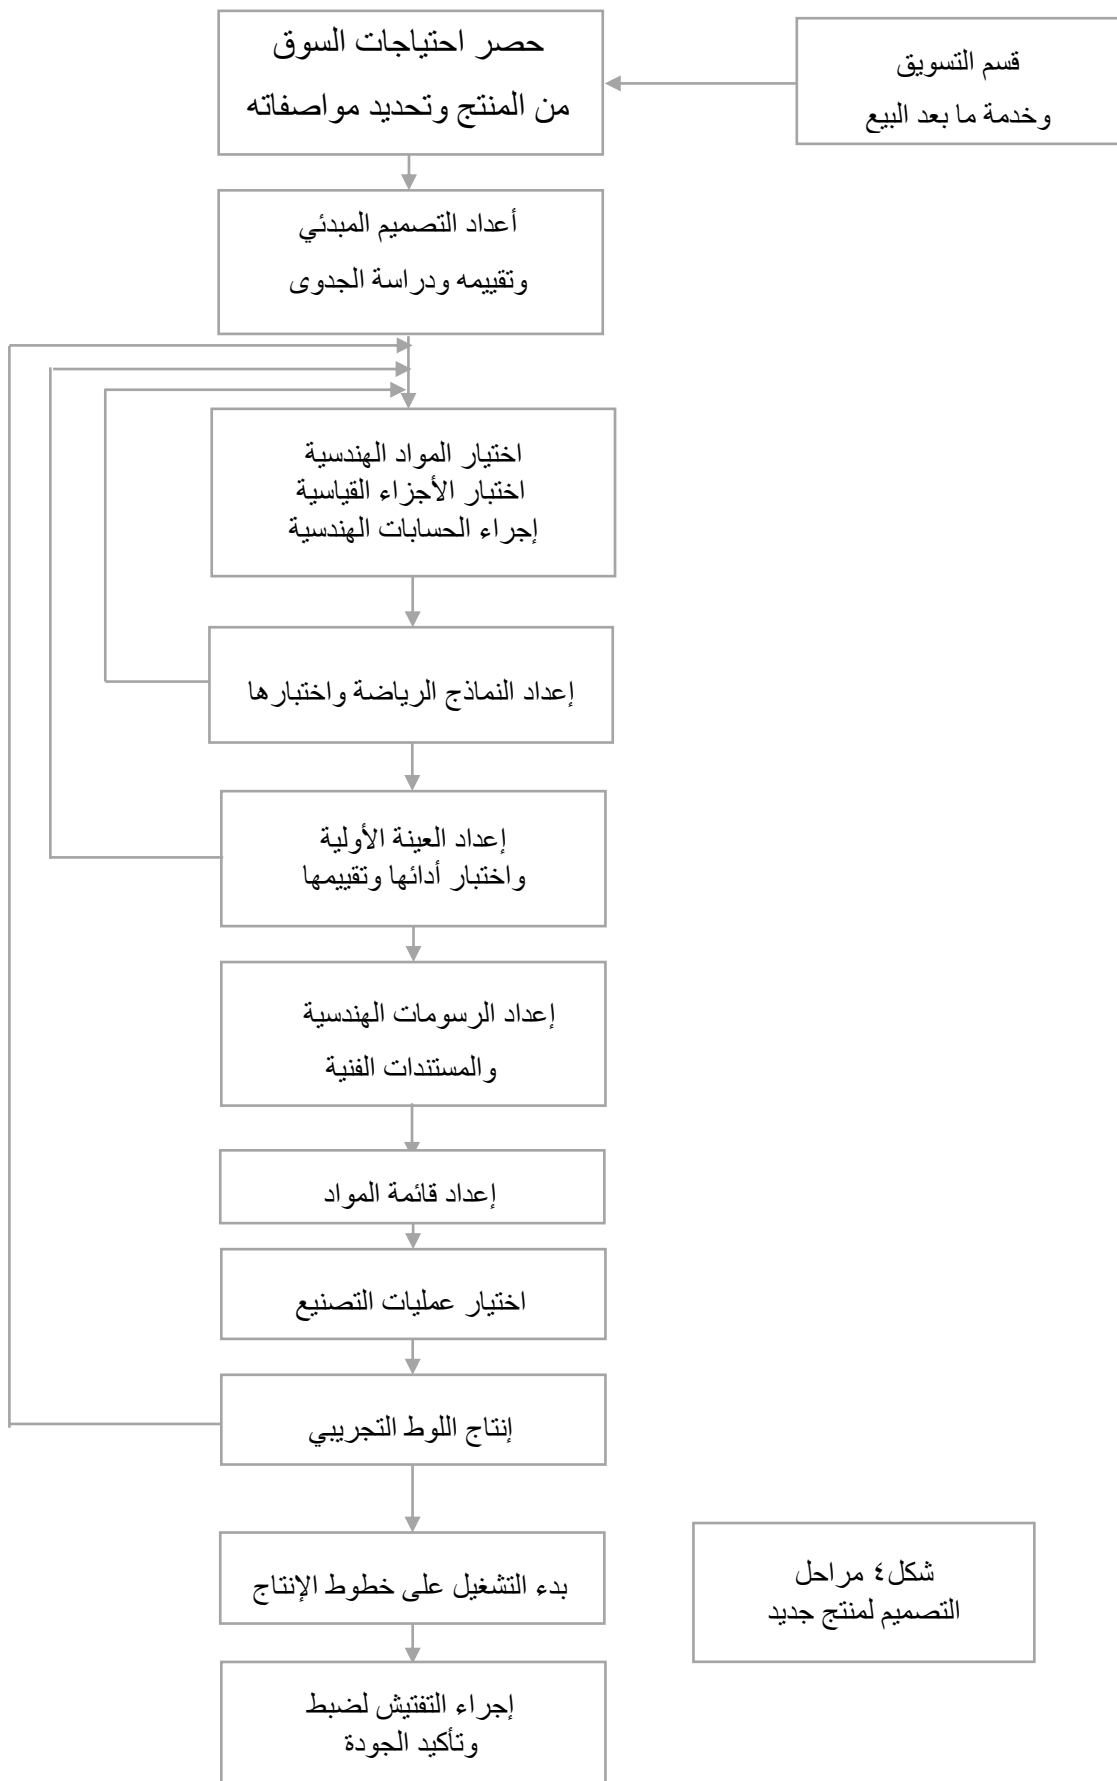 حصر احتياجات السوق
من المنتج وتحديد مواصفاته
قسم التسويق
وخدمة ما بعد البيع
أعداد التصميم المبدئي
وتقييمه ودراسة الجدوى
اختيار المواد الهندسية
اختبار الأجزاء القياسية
إجراء الحسابات الهندسية
إعداد النماذج الرياضة واختبارها
إعداد العينة الأولية
واختبار أدائها وتقييمها
إعداد الرسومات الهندسية
والمستندات الفنية
إعداد قائمة المواد
اختيار عمليات التصنيع
إنتاج اللوط التجريبي
بدء التشغيل على خطوط الإنتاج
شكل٤ مراحل
التصميم لمنتج جديد
إجراء التفتيش لضبط
وتأكيد الجودة